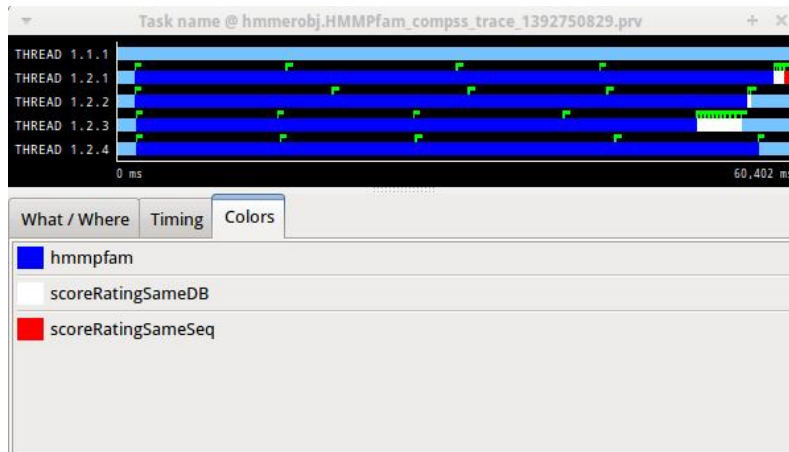 Task name @ hmmerobj.HMMPfam_compss_trace_1392750829.prv
THREAD 1.1.1
THREAD 1.2.1
THREAD 1.2.2
THREAD 1.2.3
THREAD 1.2.4
0 ms 60,402 ms
What / Where Timing Colors
hmmpfam
scoreRatingSameDB
scoreRatingSameSeq